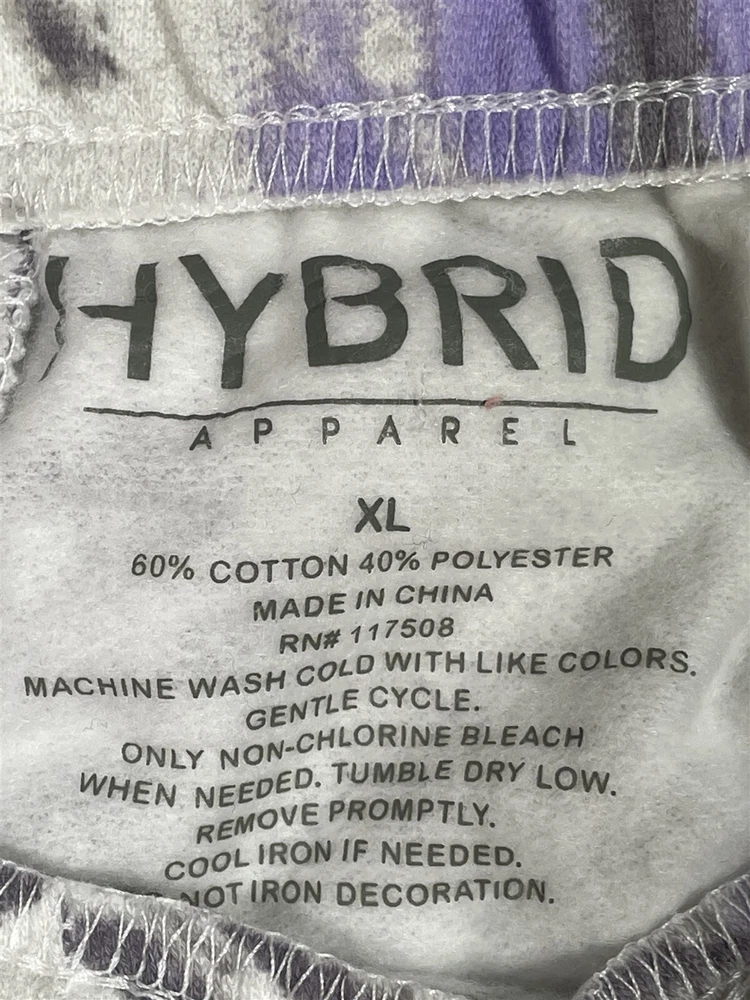 HYBRID
APPAREL
XL
60% COTTON 40% POLYESTER
MADE IN CHINA
RN# 117508
MACHINE WASH COLD WITH LIKE COLORS.
GENTLE CYCLE.
ONLY NON-CHLORINE BLEACH
WHEN NEEDED. TUMBLE DRY LOW.
REMOVE PROMPTLY.
COOL IRON IF NEEDED.
NOT IRON DECORATION.